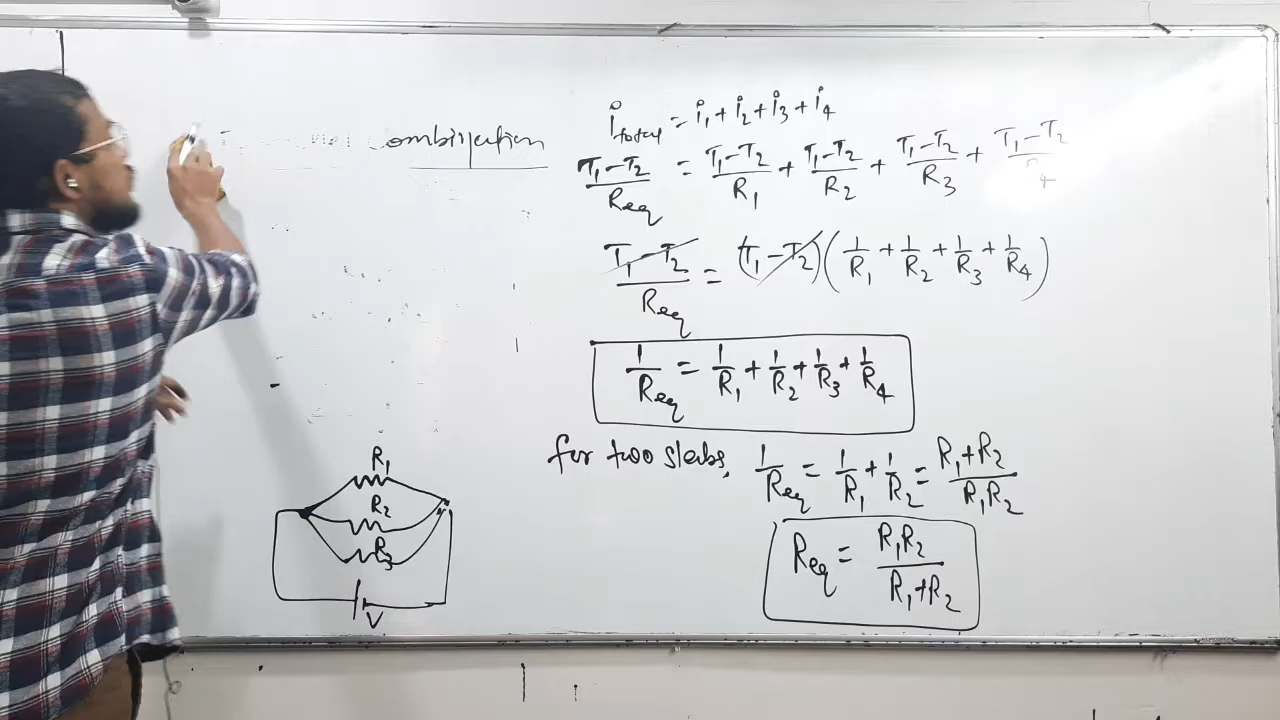 Combination
i_total = i₁ + i₂ + i₃ + i₄
(T₁-T₂)/Req = (T₁-T₂)/R₁ + (T₁-T₂)/R₂ + (T₁-T₂)/R₃ + (T₁-T₂)/4
(T₁-T₂)/Req = (T₁-T₂)(1/R₁ + 1/R₂ + 1/R₃ + 1/R₄)
1/Req = 1/R₁ + 1/R₂ + 1/R₃ + 1/R₄
for two slabs, 1/Req = 1/R₁ + 1/R₂ = (R₁+R₂)/(R₁R₂)
Req = (R₁R₂)/(R₁+R₂)
R₁
R₂
R₃
V